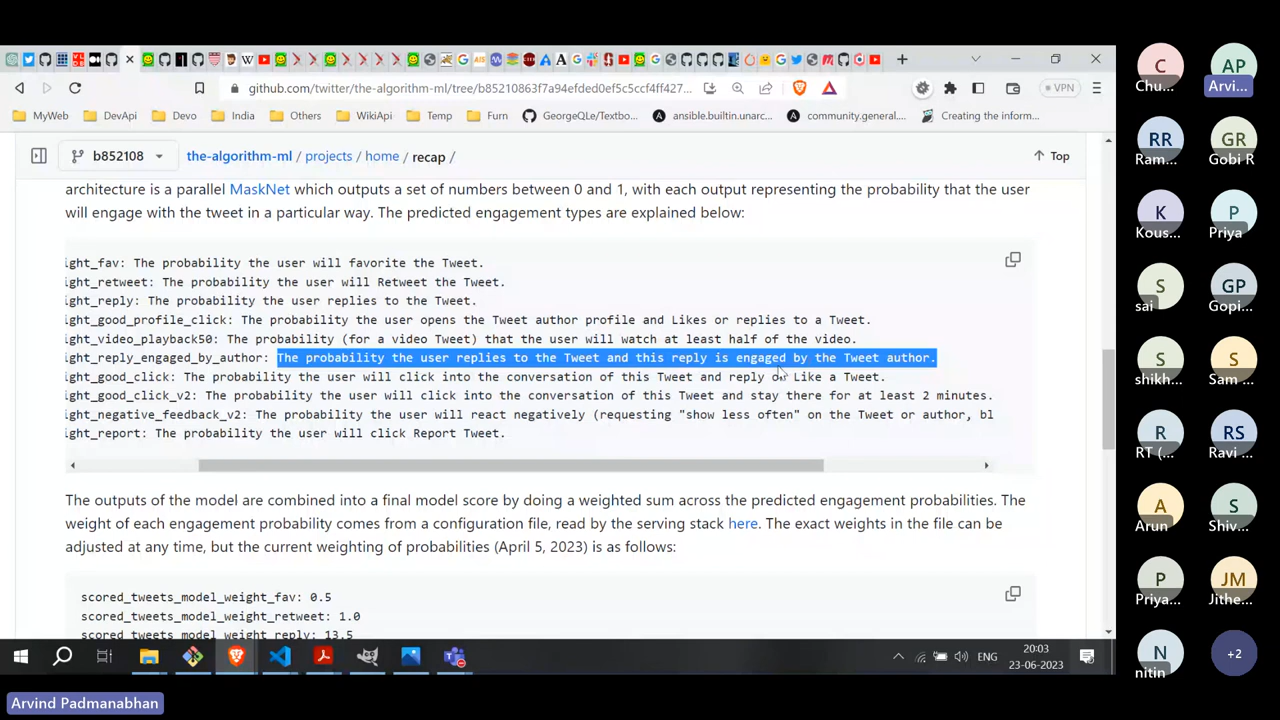 github.com/twitter/the-algorithm-ml/tree/b85210863f7a94efded0ef5c5ccf4ff427...
VPN
MyWeb
DevApi
Devo
India
Others
WikiApi
Temp
Furn
GeorgeQLe/Textbo...
ansible.builtin.unarc...
community.general....
Creating the inform...
b852108
the-algorithm-ml / projects / home / recap /
Top
architecture is a parallel MaskNet which outputs a set of numbers between 0 and 1, with each output representing the probability that the user
will engage with the tweet in a particular way. The predicted engagement types are explained below:
ight_fav: The probability the user will favorite the Tweet.
ight_retweet: The probability the user will Retweet the Tweet.
ight_reply: The probability the user replies to the Tweet.
ight_good_profile_click: The probability the user opens the Tweet author profile and Likes or replies to a Tweet.
ight_video_playback50: The probability (for a video Tweet) that the user will watch at least half of the video.
ight_reply_engaged_by_author: The probability the user replies to the Tweet and this reply is engaged by the Tweet author.
ight_good_click: The probability the user will click into the conversation of this Tweet and reply or Like a Tweet.
ight_good_click_v2: The probability the user will click into the conversation of this Tweet and stay there for at least 2 minutes.
ight_negative_feedback_v2: The probability the user will react negatively (requesting "show less often" on the Tweet or author, bl
ight_report: The probability the user will click Report Tweet.
The outputs of the model are combined into a final model score by doing a weighted sum across the predicted engagement probabilities. The
weight of each engagement probability comes from a configuration file, read by the serving stack here. The exact weights in the file can be
adjusted at any time, but the current weighting of probabilities (April 5, 2023) is as follows:
scored_tweets_model_weight_fav: 0.5
scored_tweets_model_weight_retweet: 1.0
scored_tweets_model_weight_reply: 13.5
ENG
20:03
23-06-2023
Arvind Padmanabhan
C
Chu...
AP
Arvi...
RR
Ram...
GR
Gobi R
K
Kous...
P
Priya
S
sai
GP
Gopi...
S
shikh...
S
Sam ...
R
RT (...
RS
Ravi ...
A
Arun
S
Shiv...
P
Priya...
JM
Jithe...
N
nitin
+2